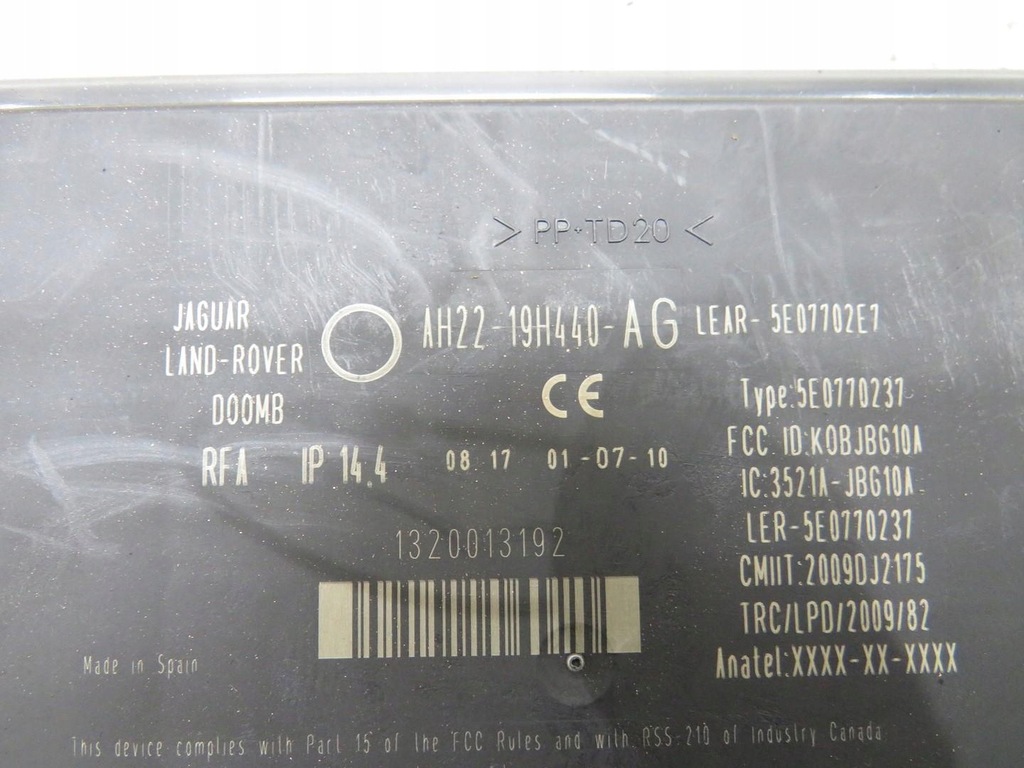 > PP-TD20 <
JAGUAR
LAND-ROVER
DOOMB
AH22-19H440-AG LEAR-5E07702E7
CE
RFA IP 14.4 08 17 01-07-10
1320013192
Type:5E0770237
FCC ID:KOBJBG10A
IC:3521A-JBG10A
LER-5E0770237
CMIIT:2009DJ2175
TRC/LPD/2009/82
Anatel:XXXX-XX-XXXX
Made in Spain
This device complies with Part 15 of the FCC Rules and with RSS-210 of Industry Canada